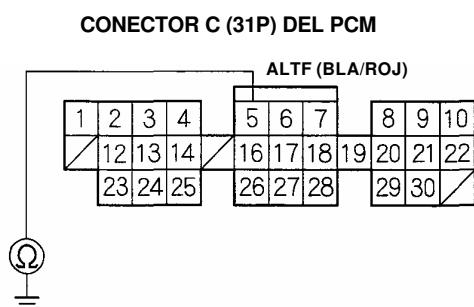 CONECTOR C (31P) DEL PCM
ALTF (BLA/ROJ)
1 2 3 4 5 6 7 8 9 10
12 13 14 16 17 18 19 20 21 22
23 24 25 26 27 28 29 30
Ω